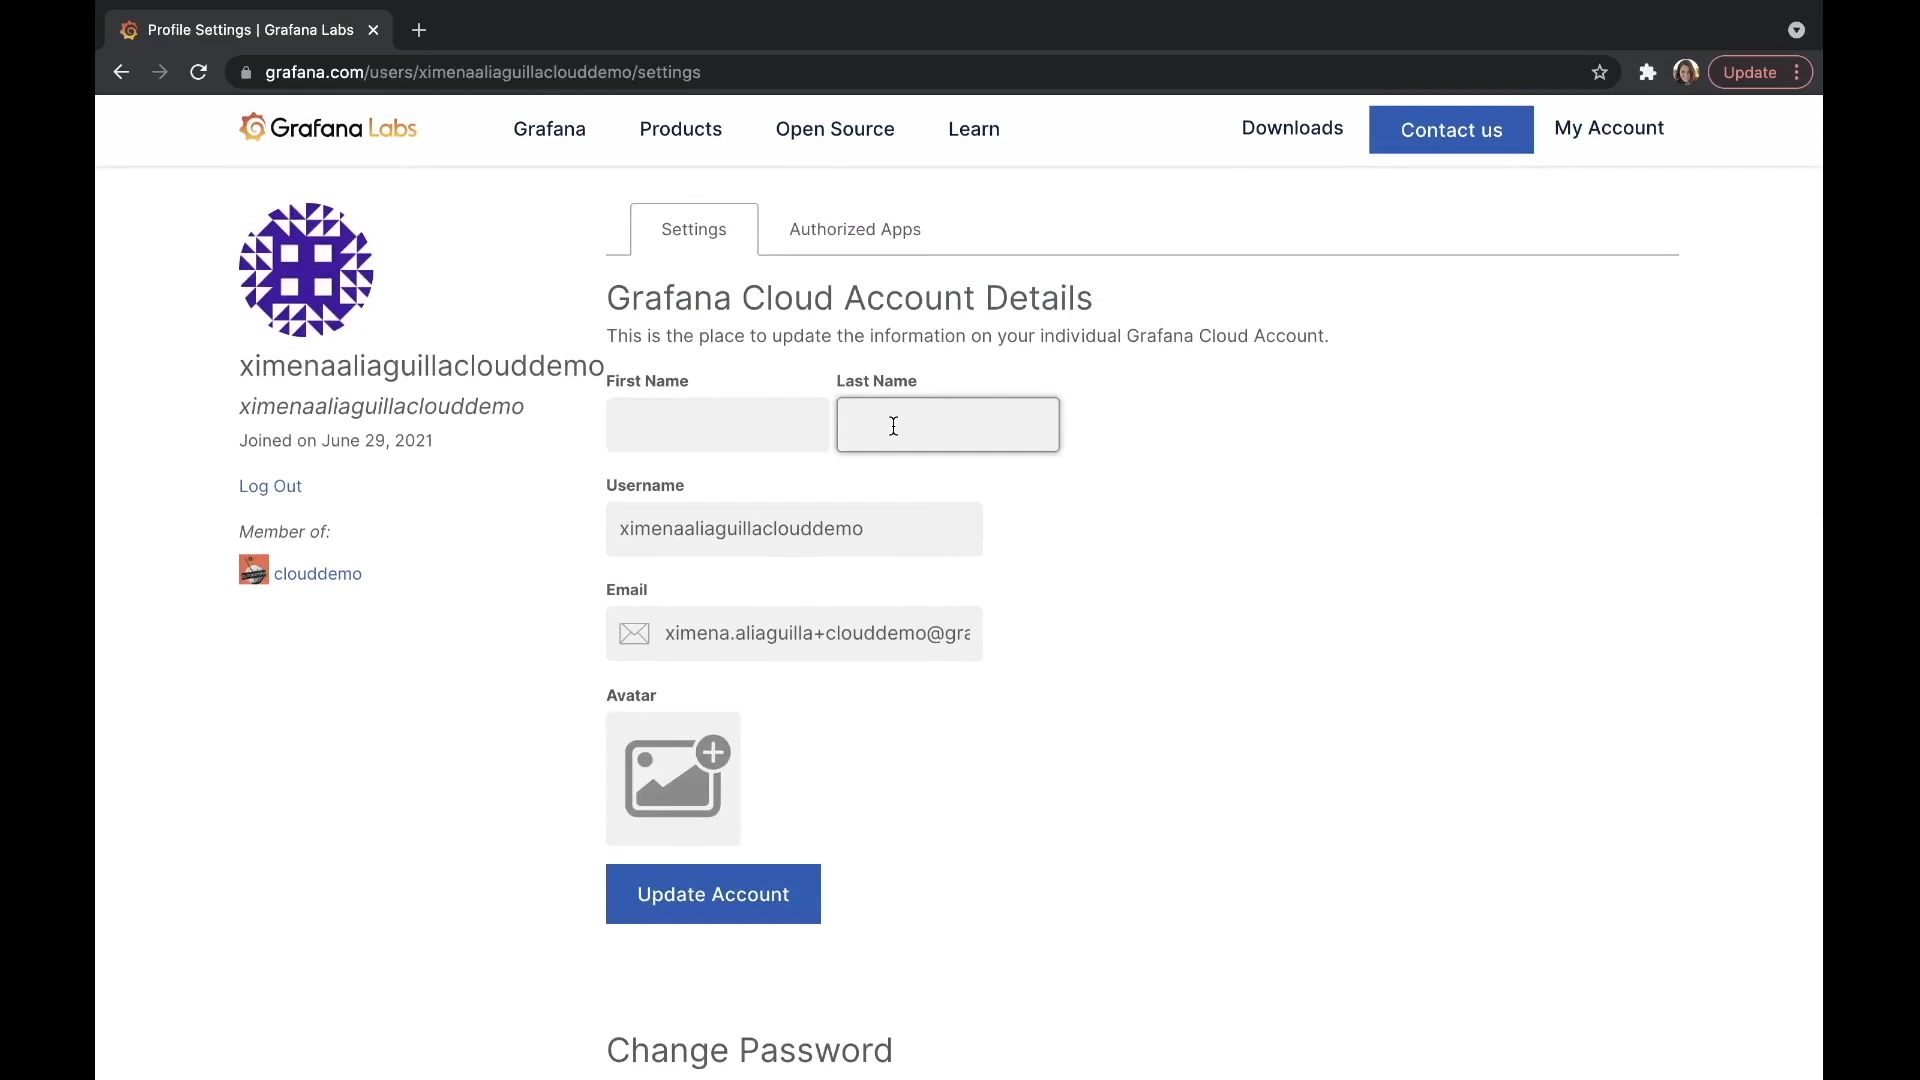 Profile Settings | Grafana Labs
grafana.com/users/ximenaaliaguillaclouddemo/settings
Update
Grafana Labs
Grafana
Products
Open Source
Learn
Downloads
Contact us
My Account
ximenaaliaguillaclouddemo
ximenaaliaguillaclouddemo
Joined on June 29, 2021
Log Out
Member of:
clouddemo
Settings
Authorized Apps
Grafana Cloud Account Details
This is the place to update the information on your individual Grafana Cloud Account.
First Name
Last Name
Username
ximenaaliaguillaclouddemo
Email
ximena.aliaguilla+clouddemo@gra
Avatar
Update Account
Change Password